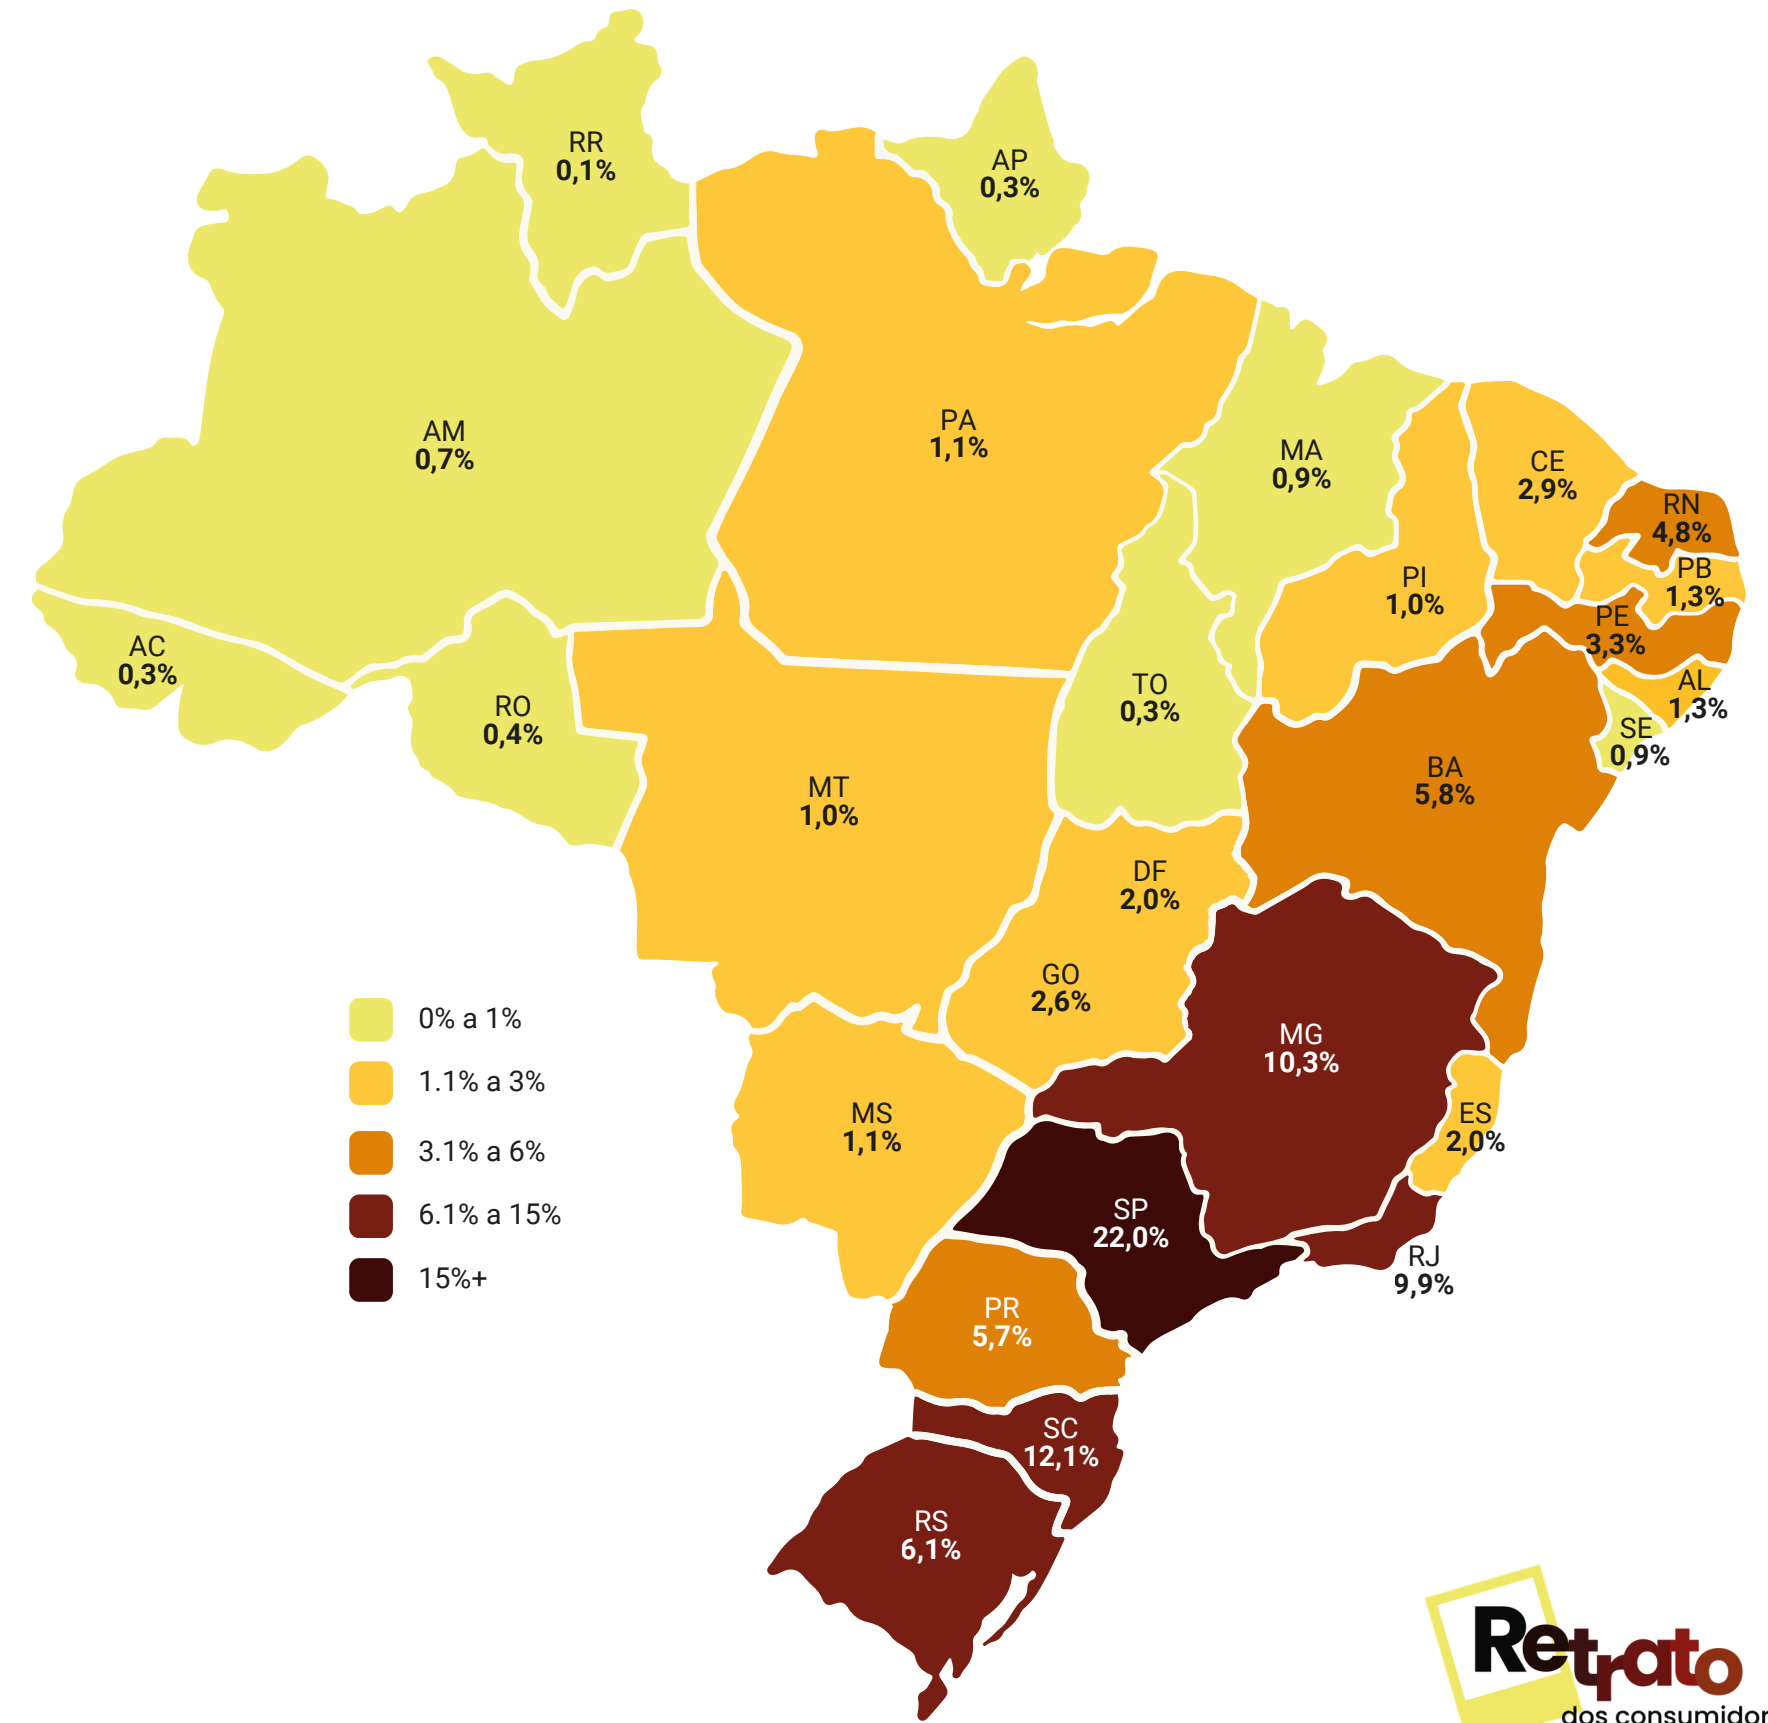 RR
0,1%
AP
0,3%
AM
0,7%
PA
1,1%
MA
0,9%
CE
2,9%
RN
4,8%
PB
1,3%
PI
1,0%
PE
3,3%
AC
0,3%
RO
0,4%
TO
0,3%
AL
1,3%
SE
0,9%
BA
5,8%
MT
1,0%
DF
2,0%
GO
2,6%
MG
10,3%
ES
2,0%
MS
1,1%
SP
22,0%
RJ
9,9%
PR
5,7%
SC
12,1%
RS
6,1%
0% a 1%
1.1% a 3%
3.1% a 6%
6.1% a 15%
15%+
Retrato
dos consumidor